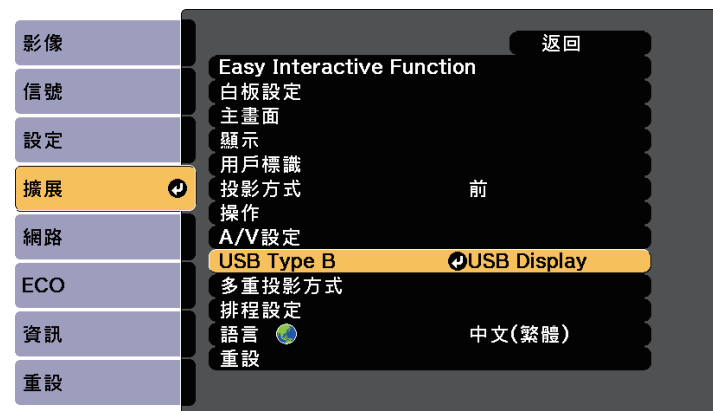 影像
信號
設定
擴展
網路
ECO
資訊
重設
返回
Easy Interactive Function
白板設定
主畫面
顯示
用戶標識
投影方式 前
操作
A/V設定
USB Type B USB Display
多重投影方式
排程設定
語言 中文(繁體)
重設